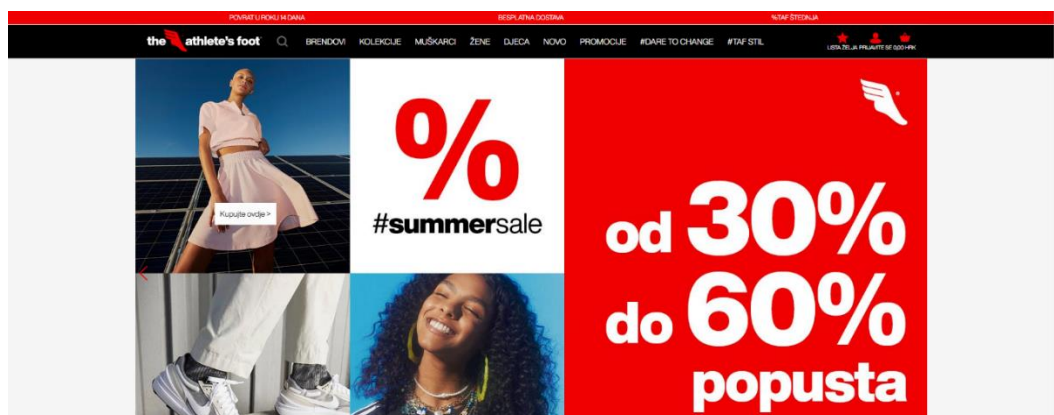 POVRAT U ROKU 14 DANA
BESPLATNA DOSTAVA
%TAF ŠTEDNJA
the athlete's foot
BRENDOVI KOLEKCIJE MUŠKARCI ŽENE DJECA NOVO PROMOCIJE #DARE TO CHANGE #TAF STIL
LISTA ŽELJA PRIJAVITE SE 0,00 HRK
Kupujte ovdje >
%
#summersale
od 30%
do 60%
popusta